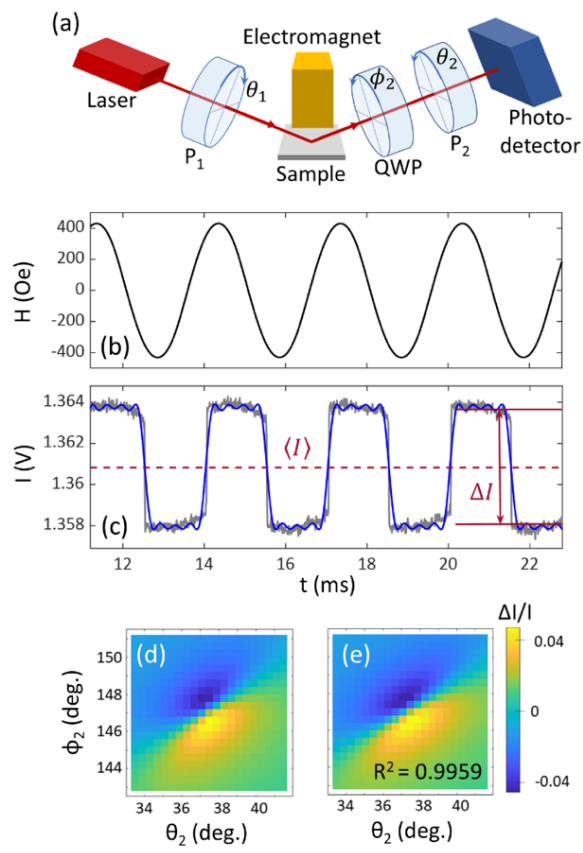 (a)
Electromagnet
Laser
θ₁
P₁
Sample
ϕ₂
QWP
θ₂
P₂
Photo-
detector
H (Oe)
400
200
0
-200
-400
(b)
I (V)
1.364
1.362
1.36
1.358
⟨I⟩
ΔI
(c)
12 14 16 18 20 22
t (ms)
ΔI/I
(d)
(e)
ϕ₂ (deg.)
150
148
146
144
R² = 0.9959
0.04
0
-0.04
34 36 38 40
34 36 38 40
θ₂ (deg.)
θ₂ (deg.)